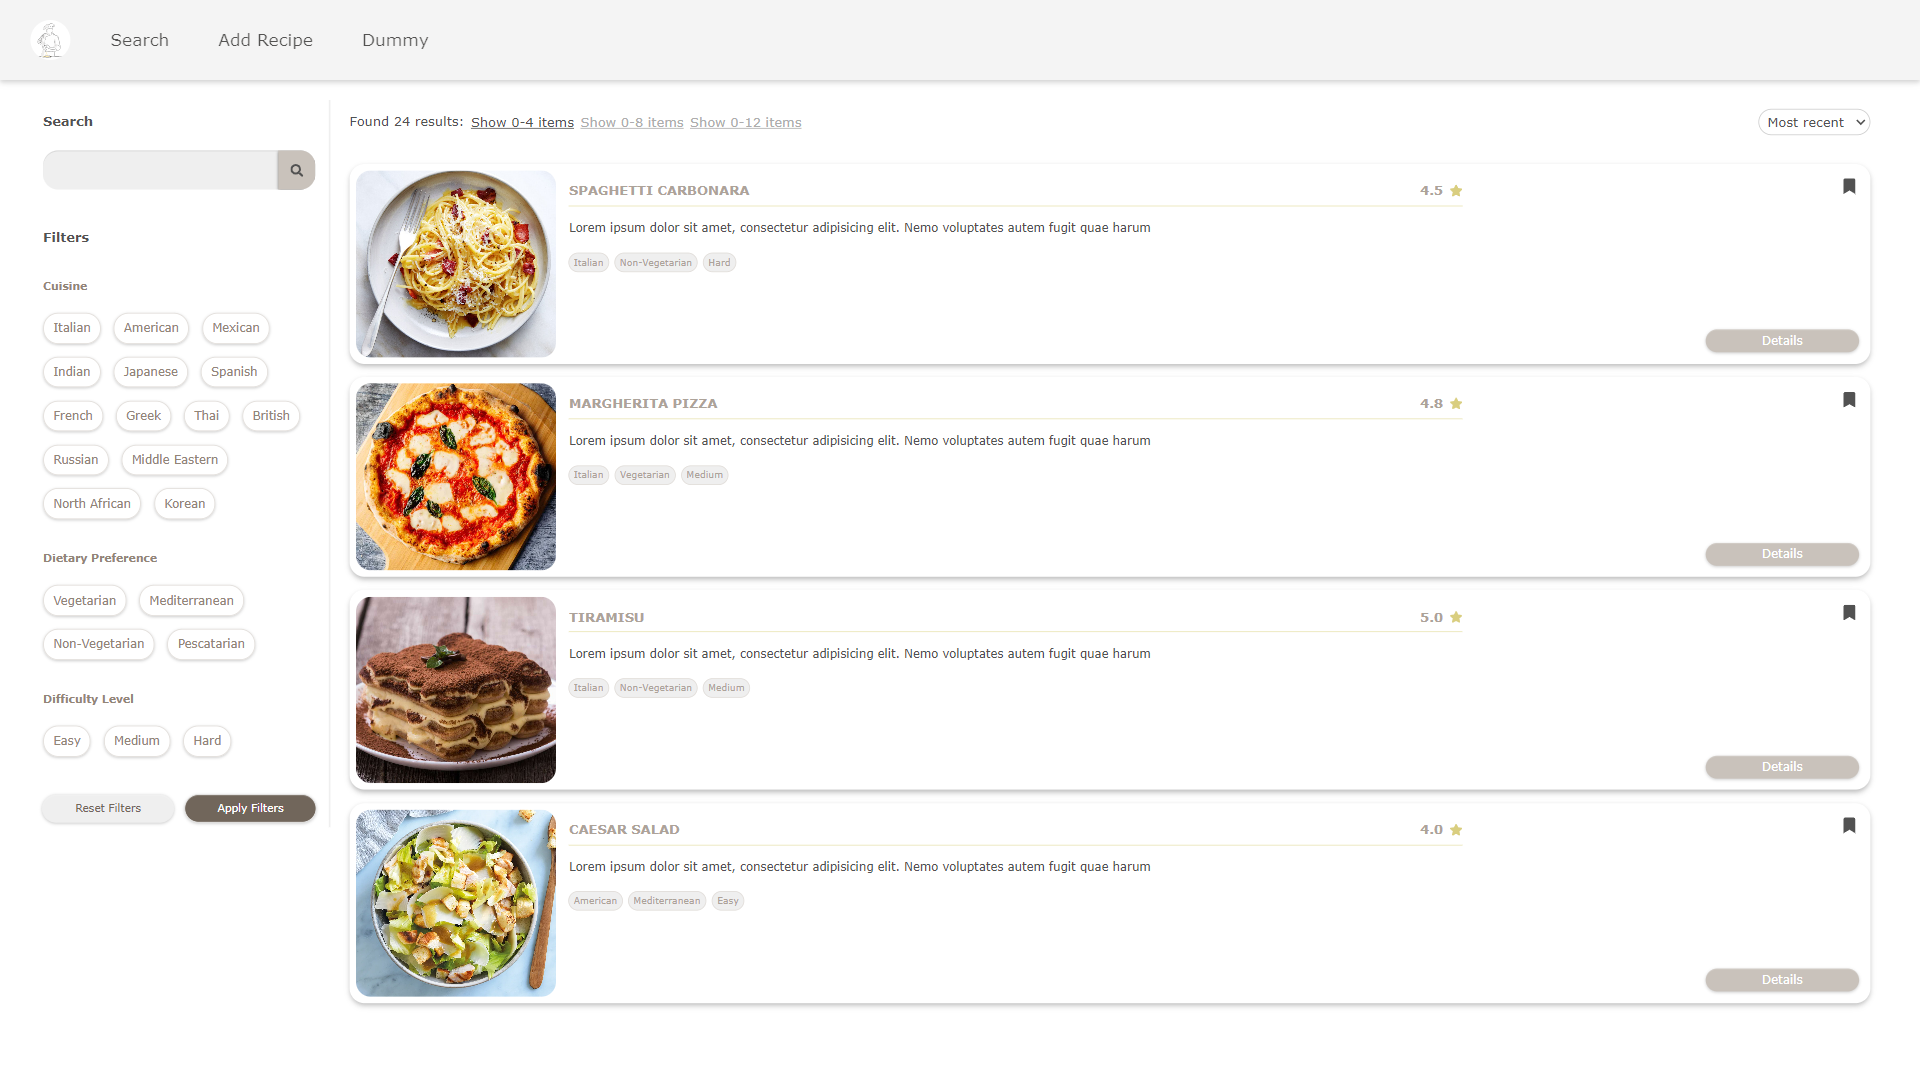 Search Add Recipe Dummy
Search
Filters
Cuisine
Italian American Mexican
Indian Japanese Spanish
French Greek Thai British
Russian Middle Eastern
North African Korean
Dietary Preference
Vegetarian Mediterranean
Non-Vegetarian Pescatarian
Difficulty Level
Easy Medium Hard
Reset Filters Apply Filters
Found 24 results: Show 0-4 items Show 0-8 items Show 0-12 items
Most recent
SPAGHETTI CARBONARA 4.5
Lorem ipsum dolor sit amet, consectetur adipisicing elit. Nemo voluptates autem fugit quae harum
Italian Non-Vegetarian Hard
Details
MARGHERITA PIZZA 4.8
Lorem ipsum dolor sit amet, consectetur adipisicing elit. Nemo voluptates autem fugit quae harum
Italian Vegetarian Medium
Details
TIRAMISU 5.0
Lorem ipsum dolor sit amet, consectetur adipisicing elit. Nemo voluptates autem fugit quae harum
Italian Non-Vegetarian Medium
Details
CAESAR SALAD 4.0
Lorem ipsum dolor sit amet, consectetur adipisicing elit. Nemo voluptates autem fugit quae harum
American Mediterranean Easy
Details